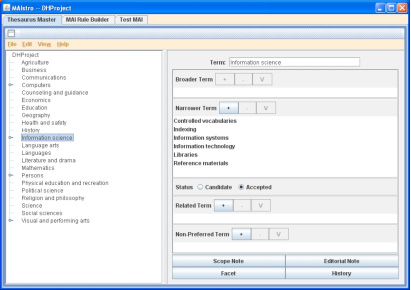 MAIstro -- DHProject
Thesaurus Master MAI Rule Builder Test MAI
File Edit View Help
DHProject
Agriculture
Business
Communications
Computers
Counseling and guidance
Economics
Education
Geography
Health and safety
History
Information science
Language arts
Languages
Literature and drama
Mathematics
Persons
Physical education and recreation
Political science
Religion and philosophy
Science
Social sciences
Visual and performing arts
Term: Information science
Broader Term + - V
Narrower Term + - V
Controlled vocabularies
Indexing
Information systems
Information technology
Libraries
Reference materials
Status Candidate Accepted
Related Term + - V
Non-Preferred Term + - V
Scope Note Editorial Note
Facet History